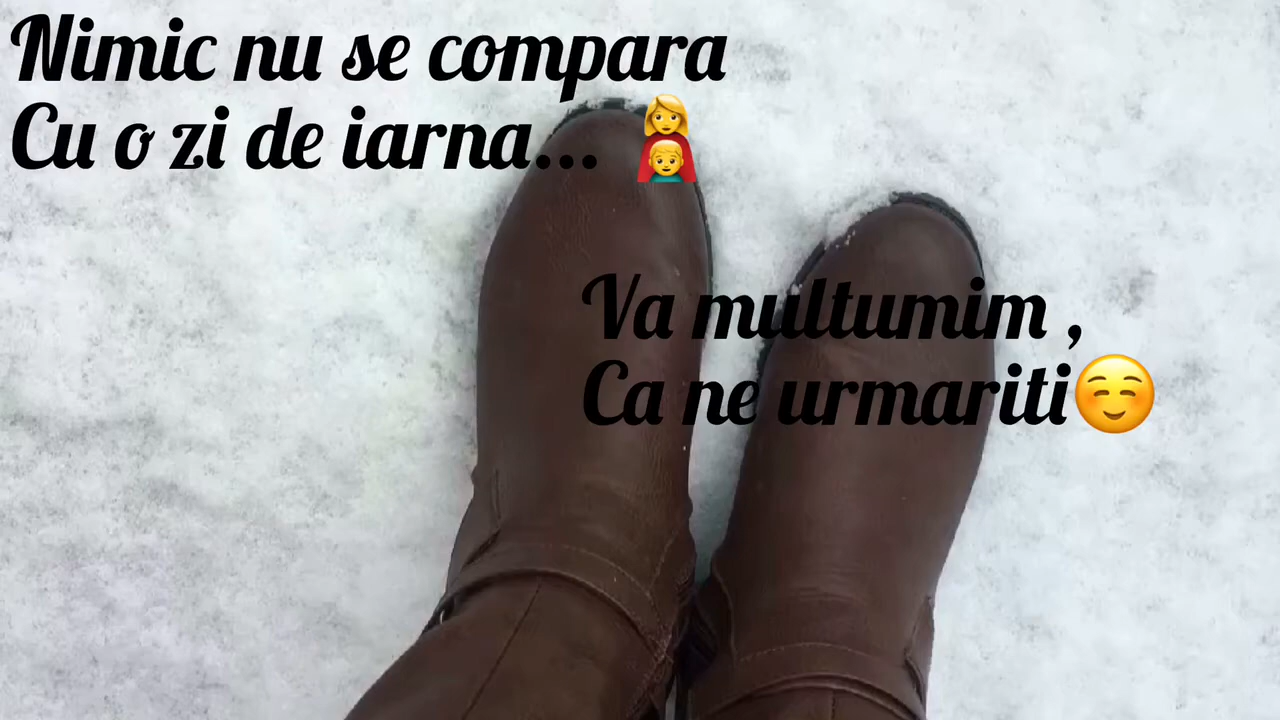 Nimic nu se compara
Cu o zi de iarna...
Va multumim ,
Ca ne urmariti